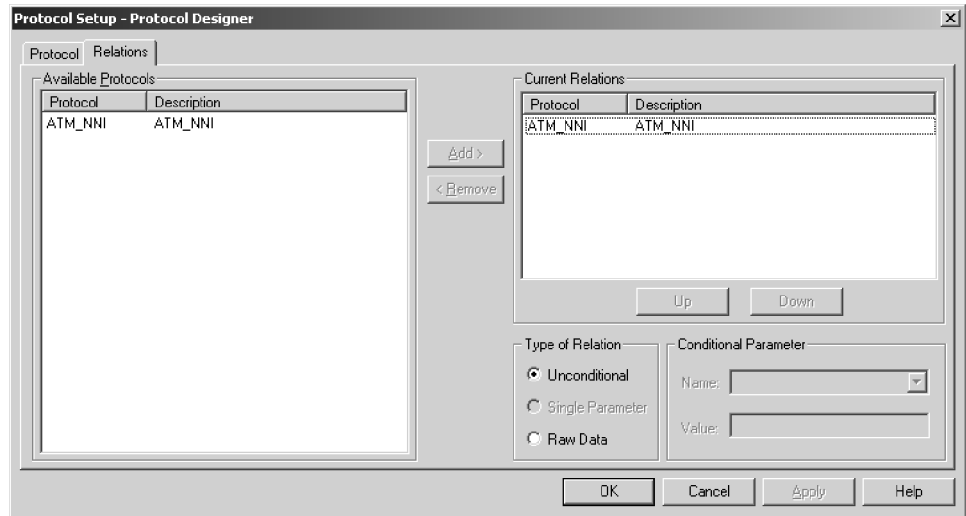 Protocol Setup - Protocol Designer
Protocol Relations
Available Protocols
Protocol Description
ATM_NNI ATM_NNI
Add >
< Remove
Current Relations
Protocol Description
ATM_NNI ATM_NNI
Up Down
Type of Relation
Unconditional
Single Parameter
Raw Data
Conditional Parameter
Name:
Value:
OK Cancel Apply Help